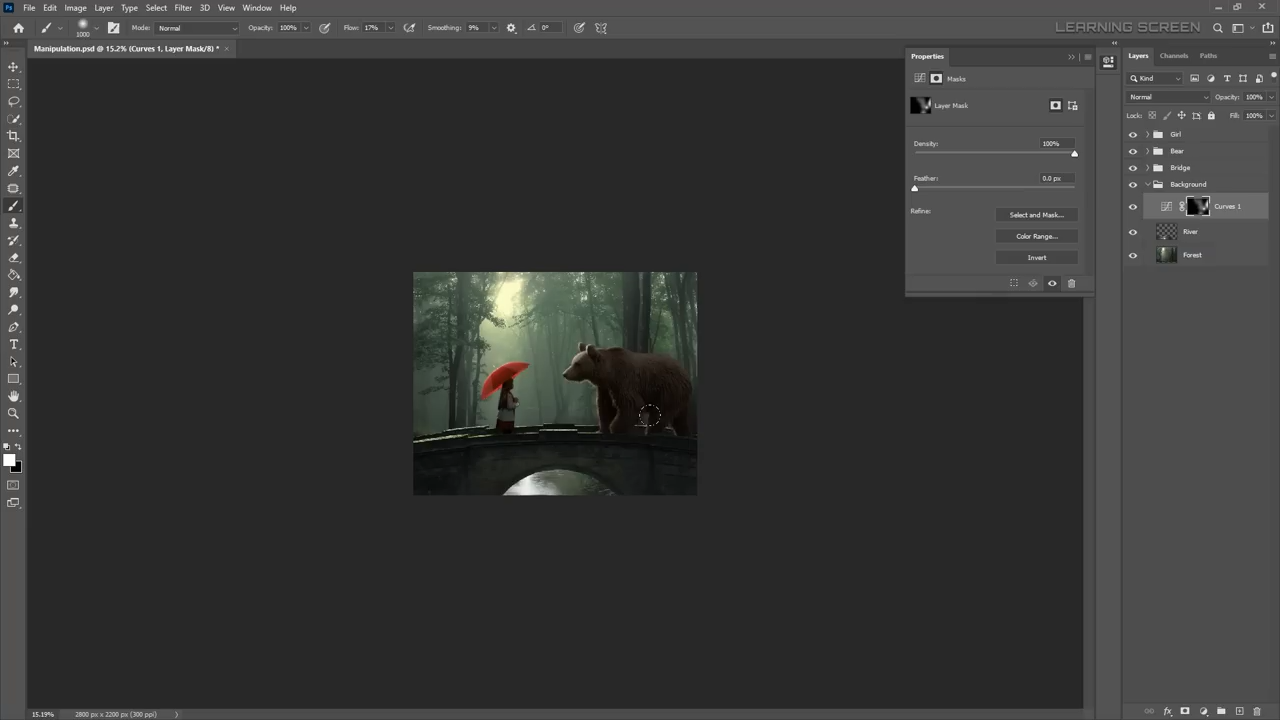 Ps File Edit Image Layer Type Select Filter 3D View Window Help
1000 Mode: Normal Opacity: 100% Flow: 17% Smoothing: 9% 0° LEARNING SCREEN
Manipulation.psd @ 15.2% (Curves 1, Layer Mask/8) * ×
Properties
Masks
Layer Mask
Density: 100%
Feather: 0.0 px
Refine: Select and Mask...
Color Range...
Invert
Layers Channels Paths
Kind
Normal Opacity: 100%
Lock: Fill: 100%
Girl
Bear
Bridge
Background
Curves 1
River
Forest
15.19% 2800 px x 2200 px (300 ppi)